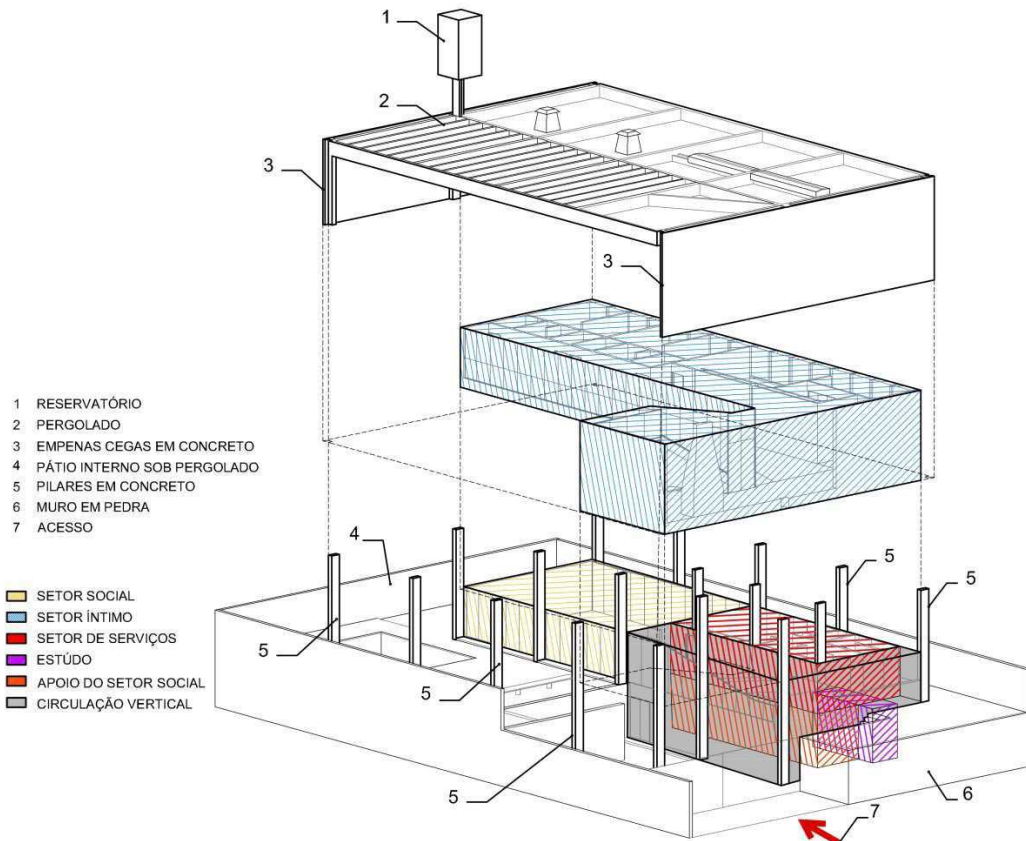 1
2
3
3
1 RESERVATÓRIO
2 PERGOLADO
3 EMPENAS CEGAS EM CONCRETO
4 PÁTIO INTERNO SOB PERGOLADO
5 PILARES EM CONCRETO
6 MURO EM PEDRA
7 ACESSO
4
5
5
SETOR SOCIAL
SETOR ÍNTIMO
SETOR DE SERVIÇOS
ESTÚDO
APOIO DO SETOR SOCIAL
CIRCULAÇÃO VERTICAL
5
5
5
6
7